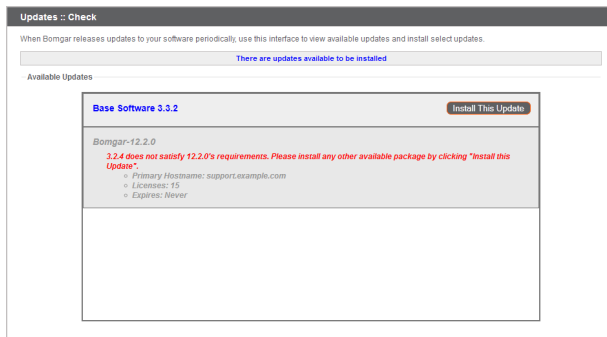 Updates :: Check
When Bomgar releases updates to your software periodically, use this interface to view available updates and install select updates.
There are updates available to be installed
Available Updates
Base Software 3.3.2
Install This Update
Bomgar-12.2.0
3.2.4 does not satisfy 12.2.0's requirements. Please install any other available package by clicking "Install this
Update".
Primary Hostname: support.example.com
Licenses: 15
Expires: Never